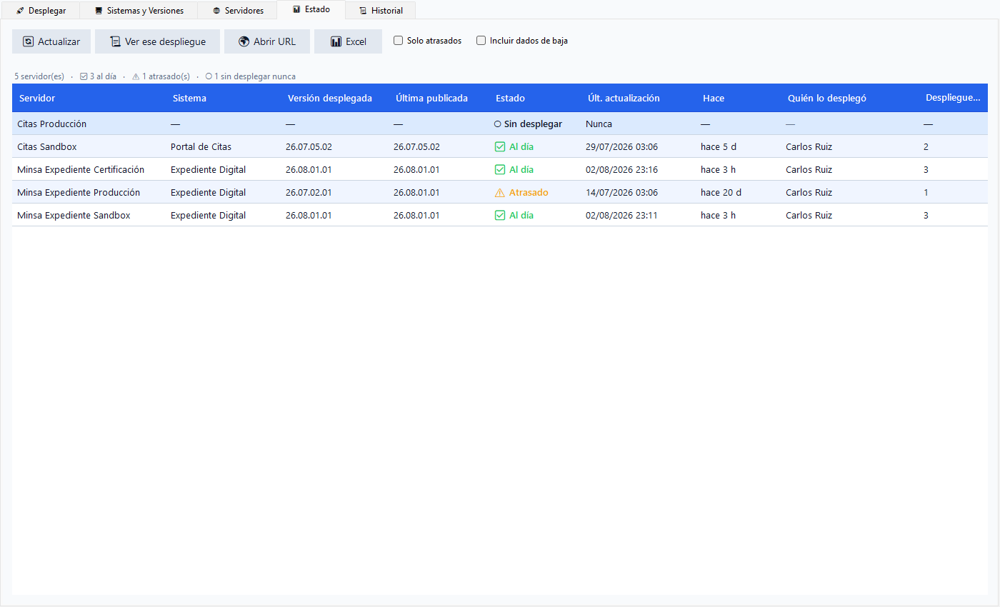 Desplegar Sistemas y Versiones Servidores Estado Historial
Actualizar Ver ese despliegue Abrir URL Excel Solo atrasados Incluir dados de baja
5 servidor(es) · 3 al día · 1 atrasado(s) · 1 sin desplegar nunca
Servidor Sistema Versión desplegada Última publicada Estado Últ. actualización Hace Quién lo desplegó Despliegue...
Citas Producción — — — Sin desplegar Nunca — — —
Citas Sandbox Portal de Citas 26.07.05.02 26.07.05.02 Al día 29/07/2026 03:06 hace 5 d Carlos Ruiz 2
Minsa Expediente Certificación Expediente Digital 26.08.01.01 26.08.01.01 Al día 02/08/2026 23:16 hace 3 h Carlos Ruiz 3
Minsa Expediente Producción Expediente Digital 26.07.02.01 26.08.01.01 Atrasado 14/07/2026 03:06 hace 20 d Carlos Ruiz 1
Minsa Expediente Sandbox Expediente Digital 26.08.01.01 26.08.01.01 Al día 02/08/2026 23:11 hace 3 h Carlos Ruiz 3